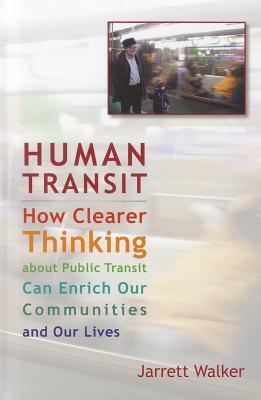 HUMAN
TRANSIT
How Clearer
Thinking
about Public Transit
Can Enrich Our
Communities
and Our Lives
Jarrett Walker